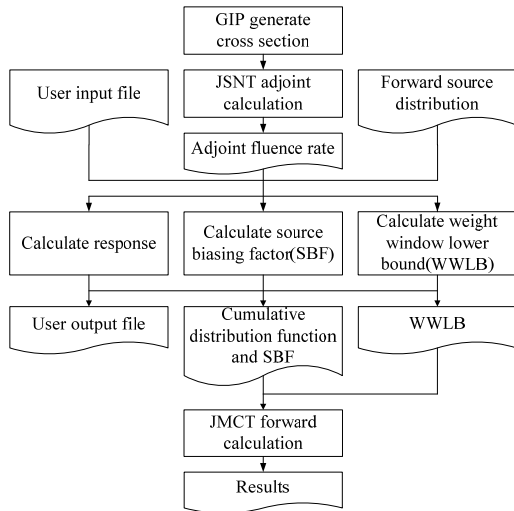 GIP generate
cross section
User input file
JSNT adjoint
calculation
Forward source
distribution
Adjoint fluence rate
Calculate response
Calculate source
biasing factor(SBF)
Calculate weight
window lower
bound(WWLB)
User output file
Cumulative
distribution function
and SBF
WWLB
JMCT forward
calculation
Results